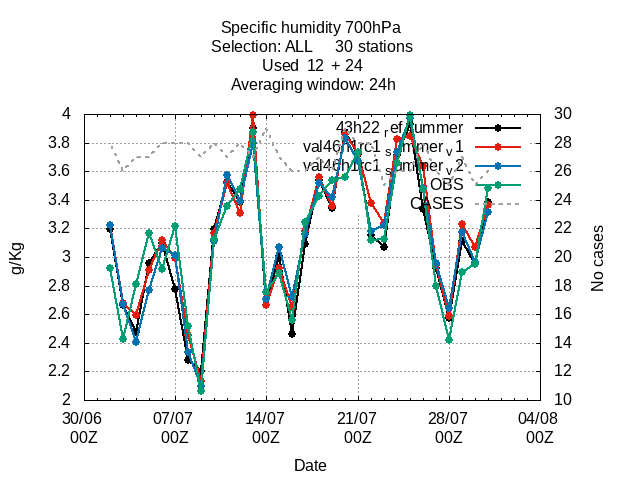 Specific humidity 700hPa
Selection: ALL 30 stations
Used 12 + 24
Averaging window: 24h
43h22_ref_summer
val46h1rc1_summer_v1
val46h1rc1_summer_v2
OBS
CASES
4
3.8
3.6
3.4
3.2
3
2.8
2.6
2.4
2.2
2
30
28
26
24
22
20
18
16
14
12
10
g/Kg
No cases
30/06 07/07 14/07 21/07 28/07 04/08
00Z 00Z 00Z 00Z 00Z 00Z
Date